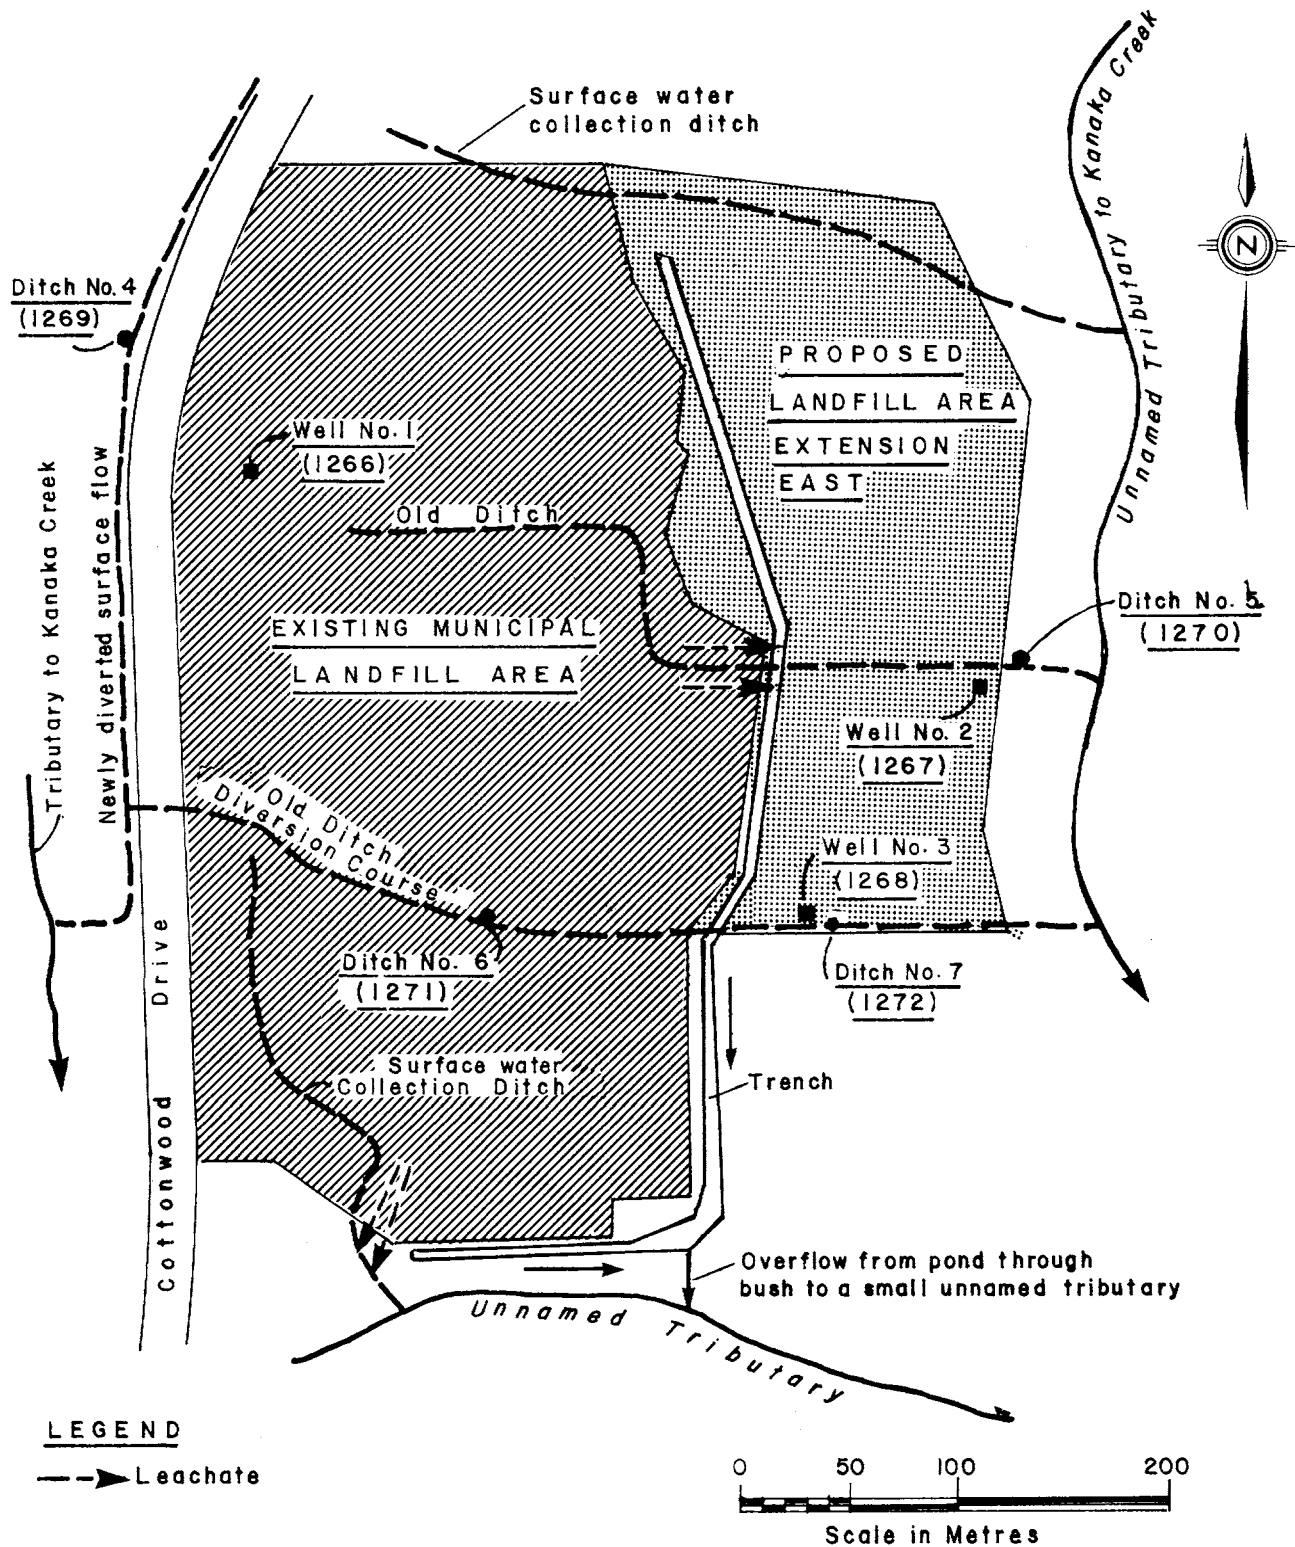 Surface water
collection ditch
Unnamed Tributary to Kanaka Creek
N
Ditch No. 4
(1269)
PROPOSED
LANDFILL AREA
EXTENSION
EAST
Well No. 1
(1266)
Old Ditch
Tributary to Kanaka Creek
Newly diverted surface flow
Ditch No. 5
(1270)
EXISTING MUNICIPAL
LANDFILL AREA
Well No. 2
(1267)
Old Ditch
Diversion Course
Well No. 3
(1268)
Ditch No. 6
(1271)
Ditch No. 7
(1272)
Surface water
Collection Ditch
Trench
Cottonwood Drive
Overflow from pond through
bush to a small unnamed tributary
Unnamed Tributary
LEGEND
Leachate
0 50 100 200
Scale in Metres